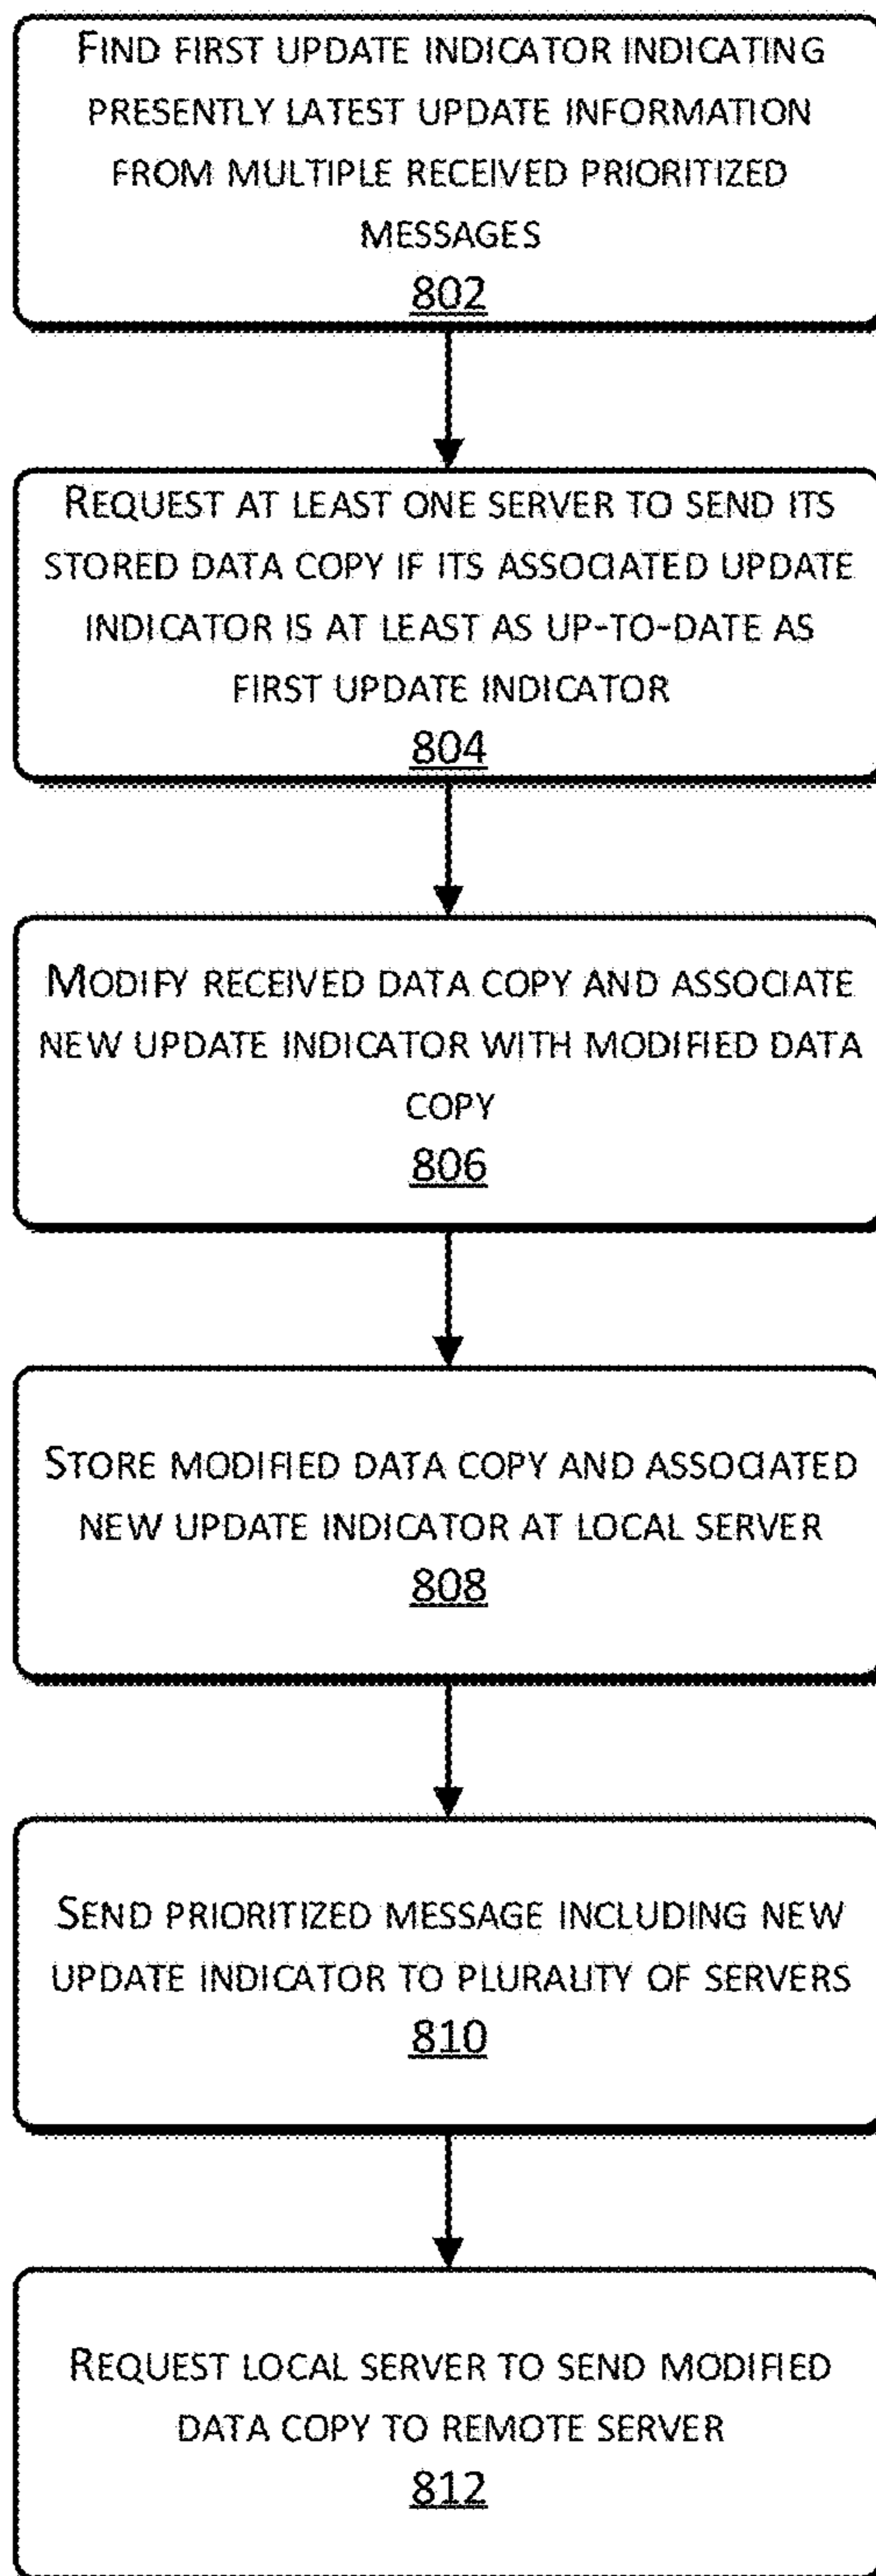 FIND FIRST UPDATE INDICATOR INDICATING
PRESENTLY LATEST UPDATE INFORMATION
FROM MULTIPLE RECEIVED PRIORITIZED
MESSAGES
802
REQUEST AT LEAST ONE SERVER TO SEND ITS
STORED DATA COPY IF ITS ASSOCIATED UPDATE
INDICATOR IS AT LEAST AS UP-TO-DATE AS
FIRST UPDATE INDICATOR
804
MODIFY RECEIVED DATA COPY AND ASSOCIATE
NEW UPDATE INDICATOR WITH MODIFIED DATA
COPY
806
STORE MODIFIED DATA COPY AND ASSOCIATED
NEW UPDATE INDICATOR AT LOCAL SERVER
808
SEND PRIORITIZED MESSAGE INCLUDING NEW
UPDATE INDICATOR TO PLURALITY OF SERVERS
810
REQUEST LOCAL SERVER TO SEND MODIFIED
DATA COPY TO REMOTE SERVER
812